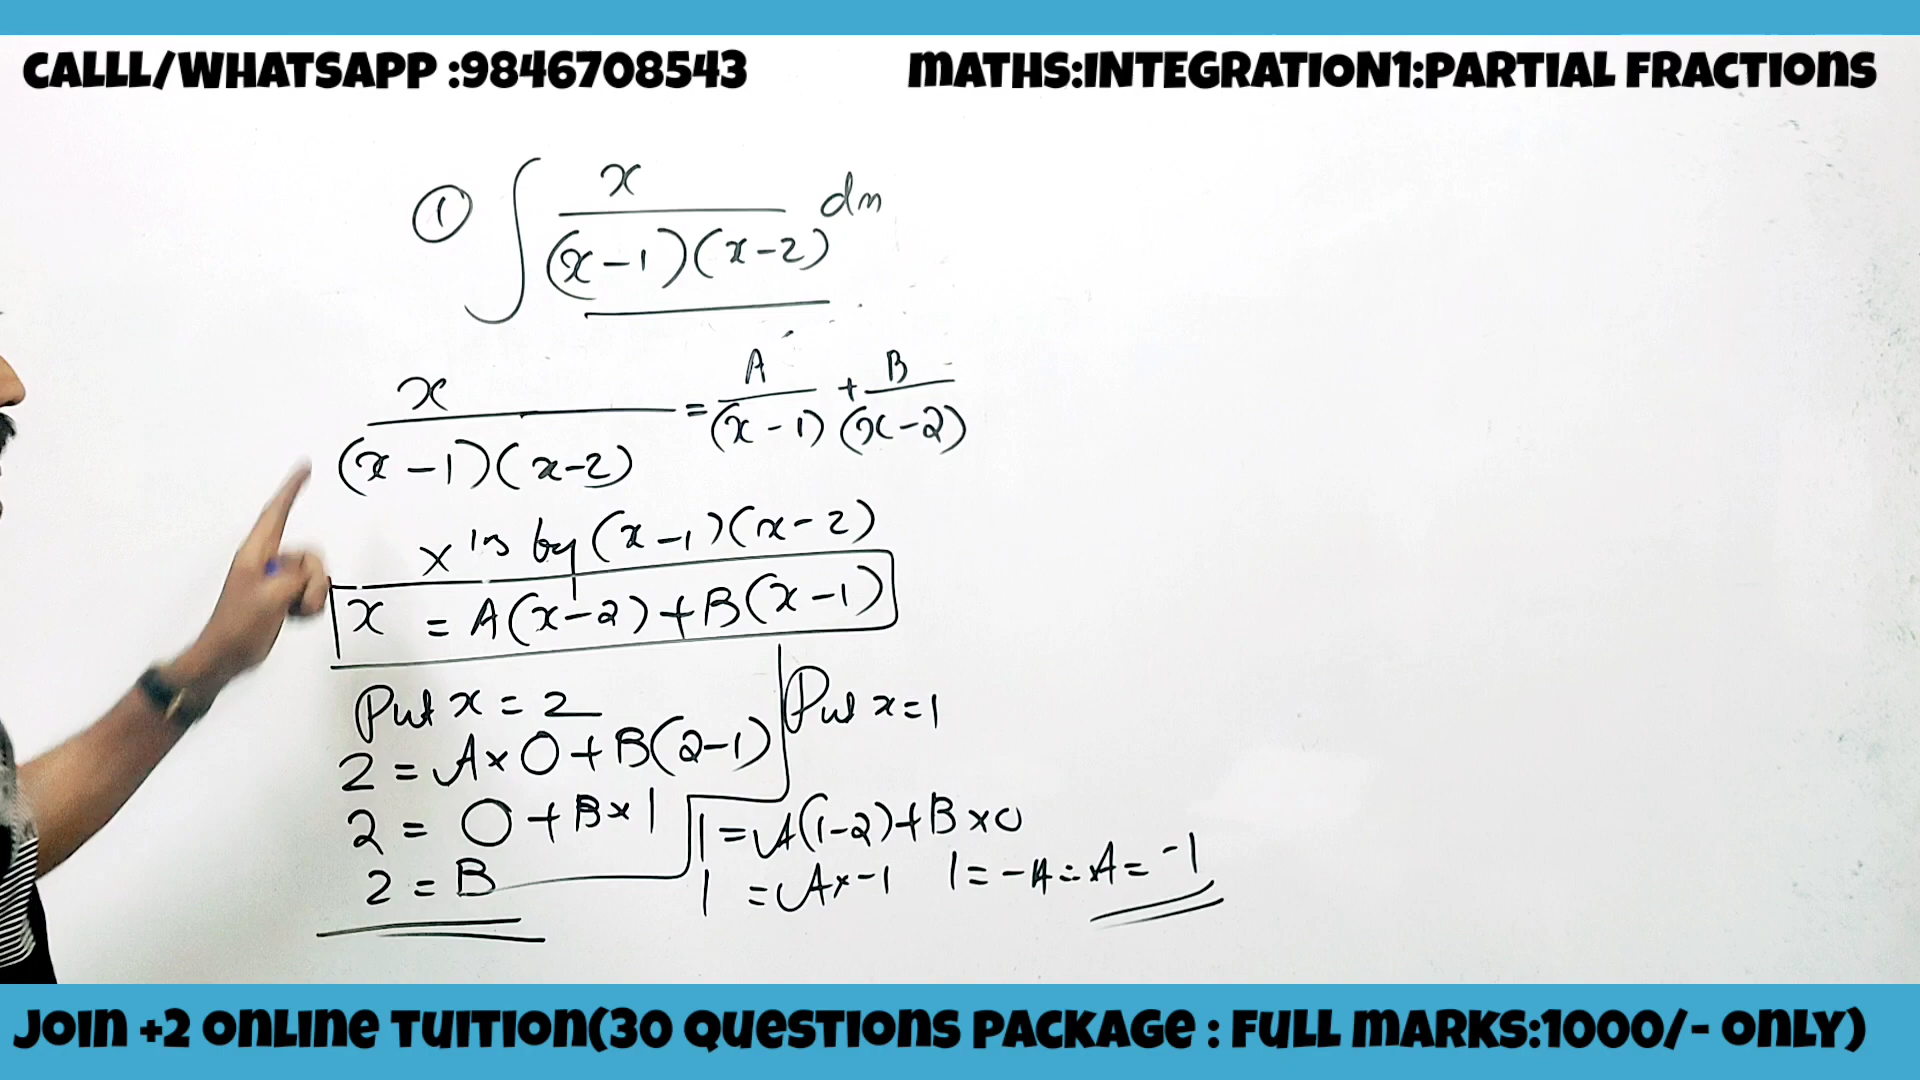 CALLL/WHATSAPP :9846708543
MATHS:INTEGRATION1:PARTIAL FRACTIONS
① ∫ x / (x-1)(x-2) dx
x / (x-1)(x-2) = A / (x-1) + B / (x-2)
x'n by (x-1)(x-2)
x = A(x-2)+B(x-1)
Put x = 2
2 = A×0+B(2-1)
2 = 0+B×1
2 = B
Put x=1
1=A(1-2)+B×0
1 =A×-1 1=-A ∴ A=-1
JOIN +2 ONLINE TUITION(30 QUESTIONS PACKAGE : FULL MARKS:1000/- ONLY)